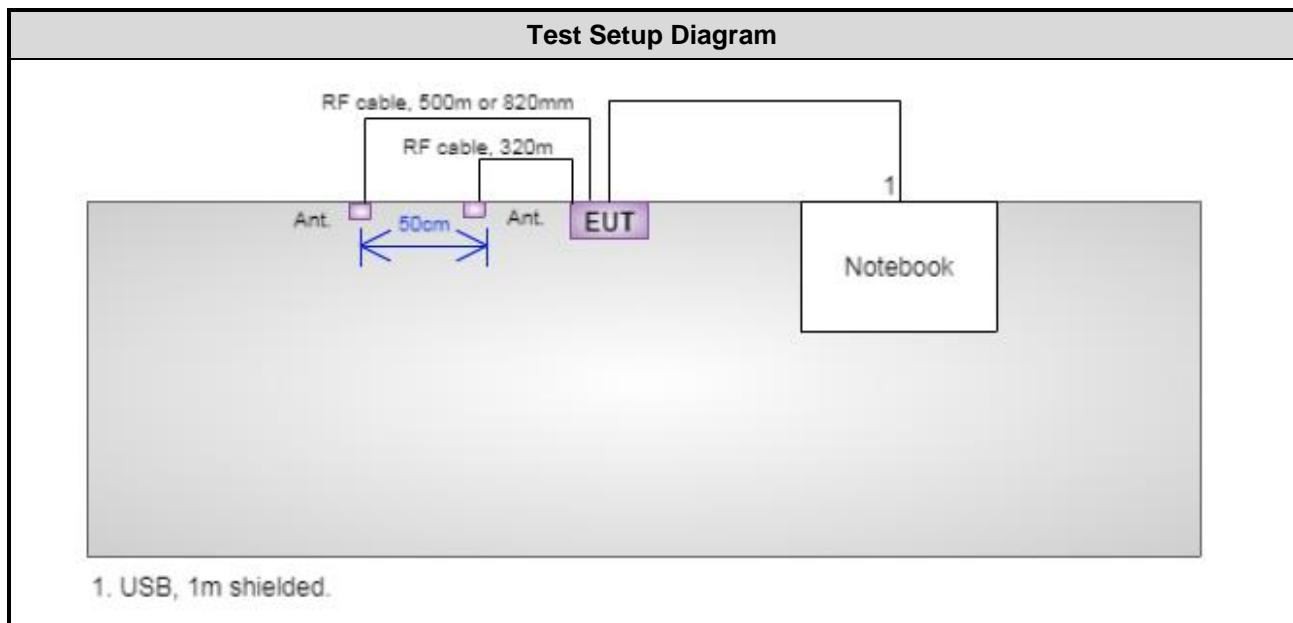 Test Setup Diagram
RF cable, 500m or 820mm
RF cable, 320m
1
Ant.
50cm
Ant.
EUT
Notebook
1. USB, 1m shielded.